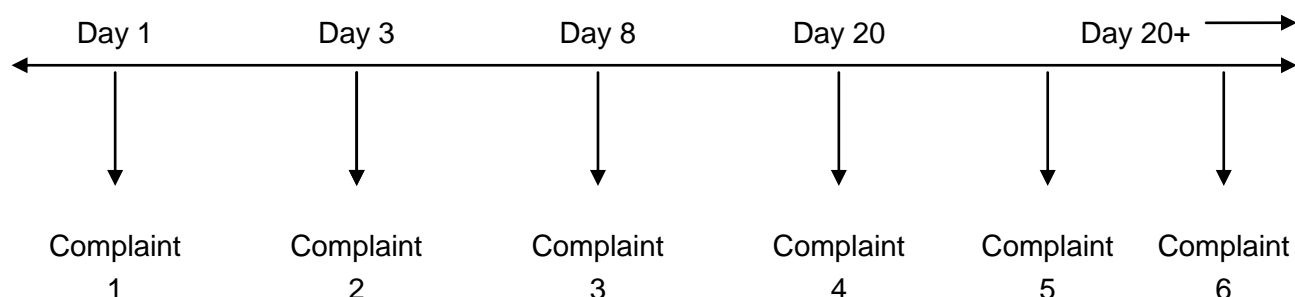 Day 1 Day 3 Day 8 Day 20 Day 20+
Complaint Complaint Complaint Complaint Complaint Complaint
1 2 3 4 5 6